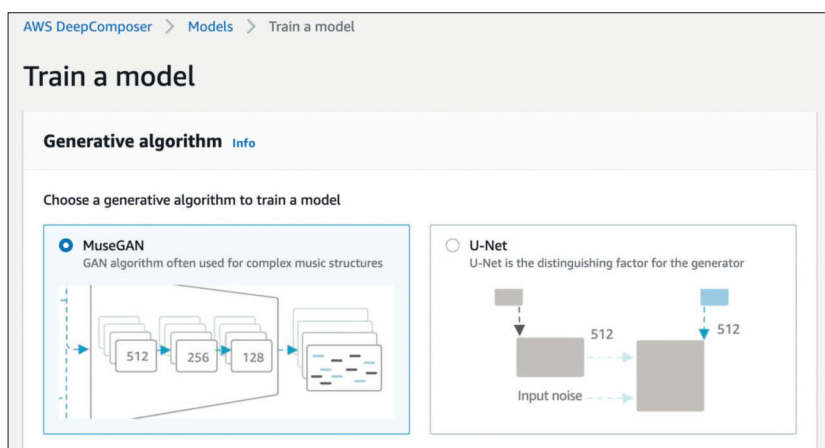 AWS DeepComposer > Models > Train a model
Train a model
Generative algorithm Info
Choose a generative algorithm to train a model
MuseGAN
GAN algorithm often used for complex music structures
512 256 128
U-Net
U-Net is the distinguishing factor for the generator
512 512
Input noise